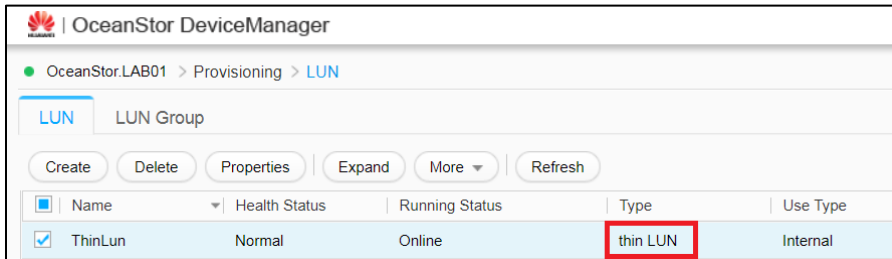 HUAWEI | OceanStor DeviceManager
OceanStor.LAB01 > Provisioning > LUN
LUN LUN Group
Create Delete Properties Expand More Refresh
Name Health Status Running Status Type Use Type
ThinLun Normal Online thin LUN Internal